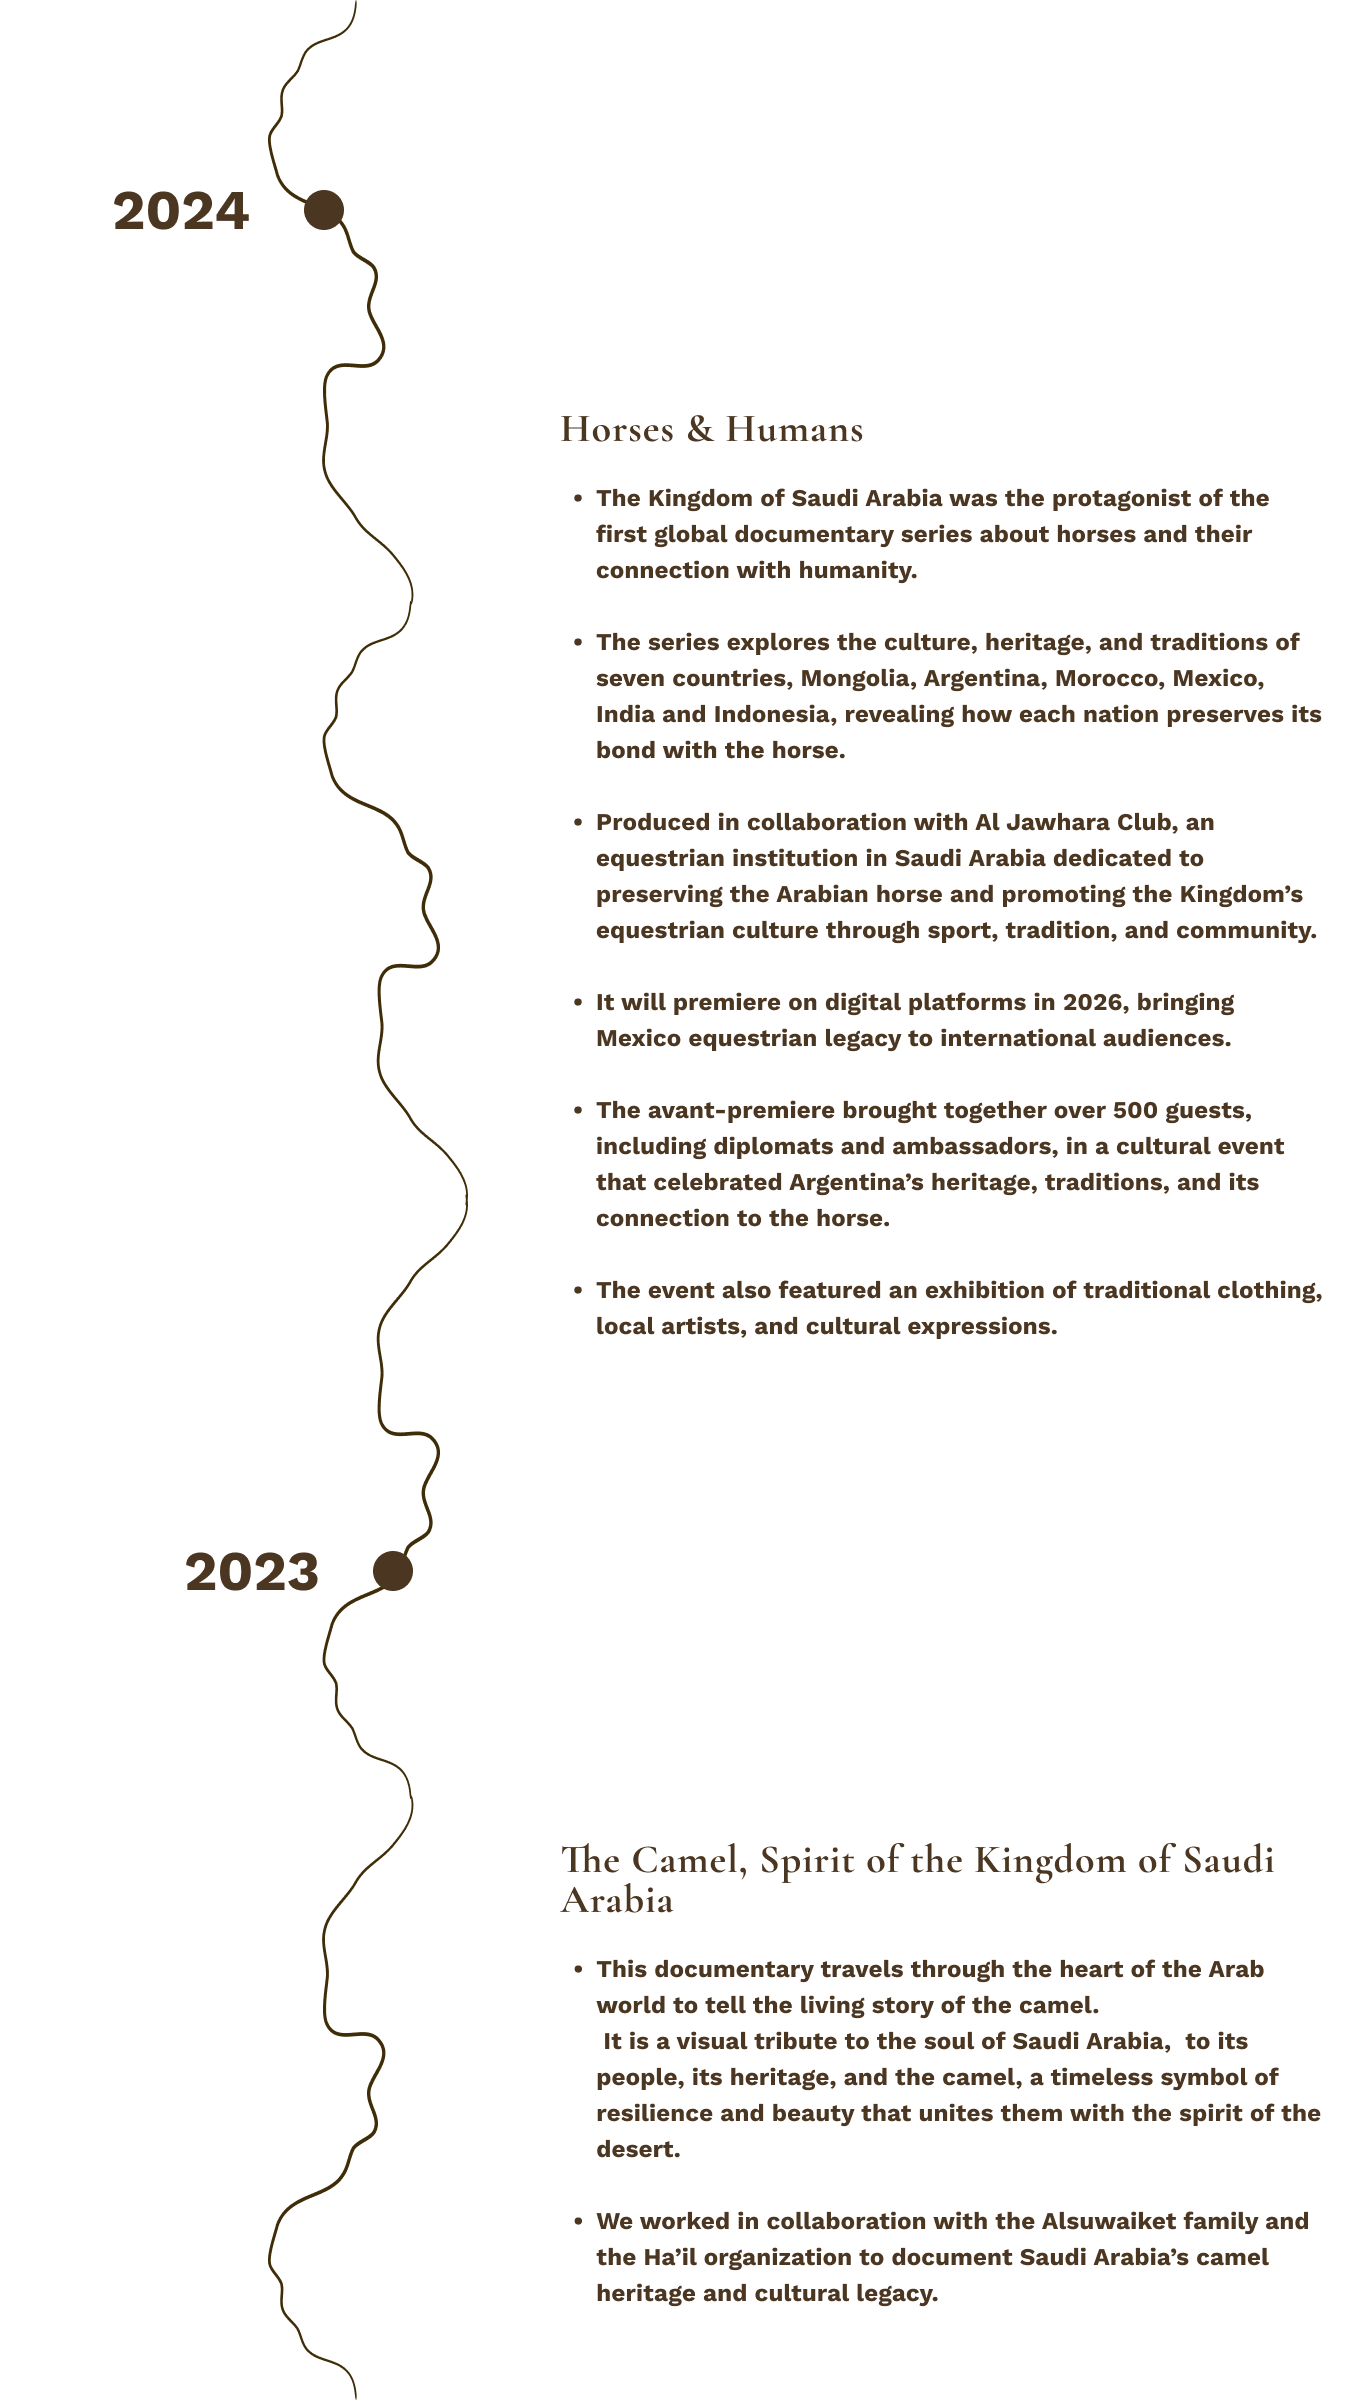 2024
Horses & Humans
• The Kingdom of Saudi Arabia was the protagonist of the
first global documentary series about horses and their
connection with humanity.
• The series explores the culture, heritage, and traditions of
seven countries, Mongolia, Argentina, Morocco, Mexico,
India and Indonesia, revealing how each nation preserves its
bond with the horse.
• Produced in collaboration with Al Jawhara Club, an
equestrian institution in Saudi Arabia dedicated to
preserving the Arabian horse and promoting the Kingdom’s
equestrian culture through sport, tradition, and community.
• It will premiere on digital platforms in 2026, bringing
Mexico equestrian legacy to international audiences.
• The avant-premiere brought together over 500 guests,
including diplomats and ambassadors, in a cultural event
that celebrated Argentina’s heritage, traditions, and its
connection to the horse.
• The event also featured an exhibition of traditional clothing,
local artists, and cultural expressions.
2023
The Camel, Spirit of the Kingdom of Saudi
Arabia
• This documentary travels through the heart of the Arab
world to tell the living story of the camel.
It is a visual tribute to the soul of Saudi Arabia,  to its
people, its heritage, and the camel, a timeless symbol of
resilience and beauty that unites them with the spirit of the
desert.
• We worked in collaboration with the Alsuwaiket family and
the Ha’il organization to document Saudi Arabia’s camel
heritage and cultural legacy.